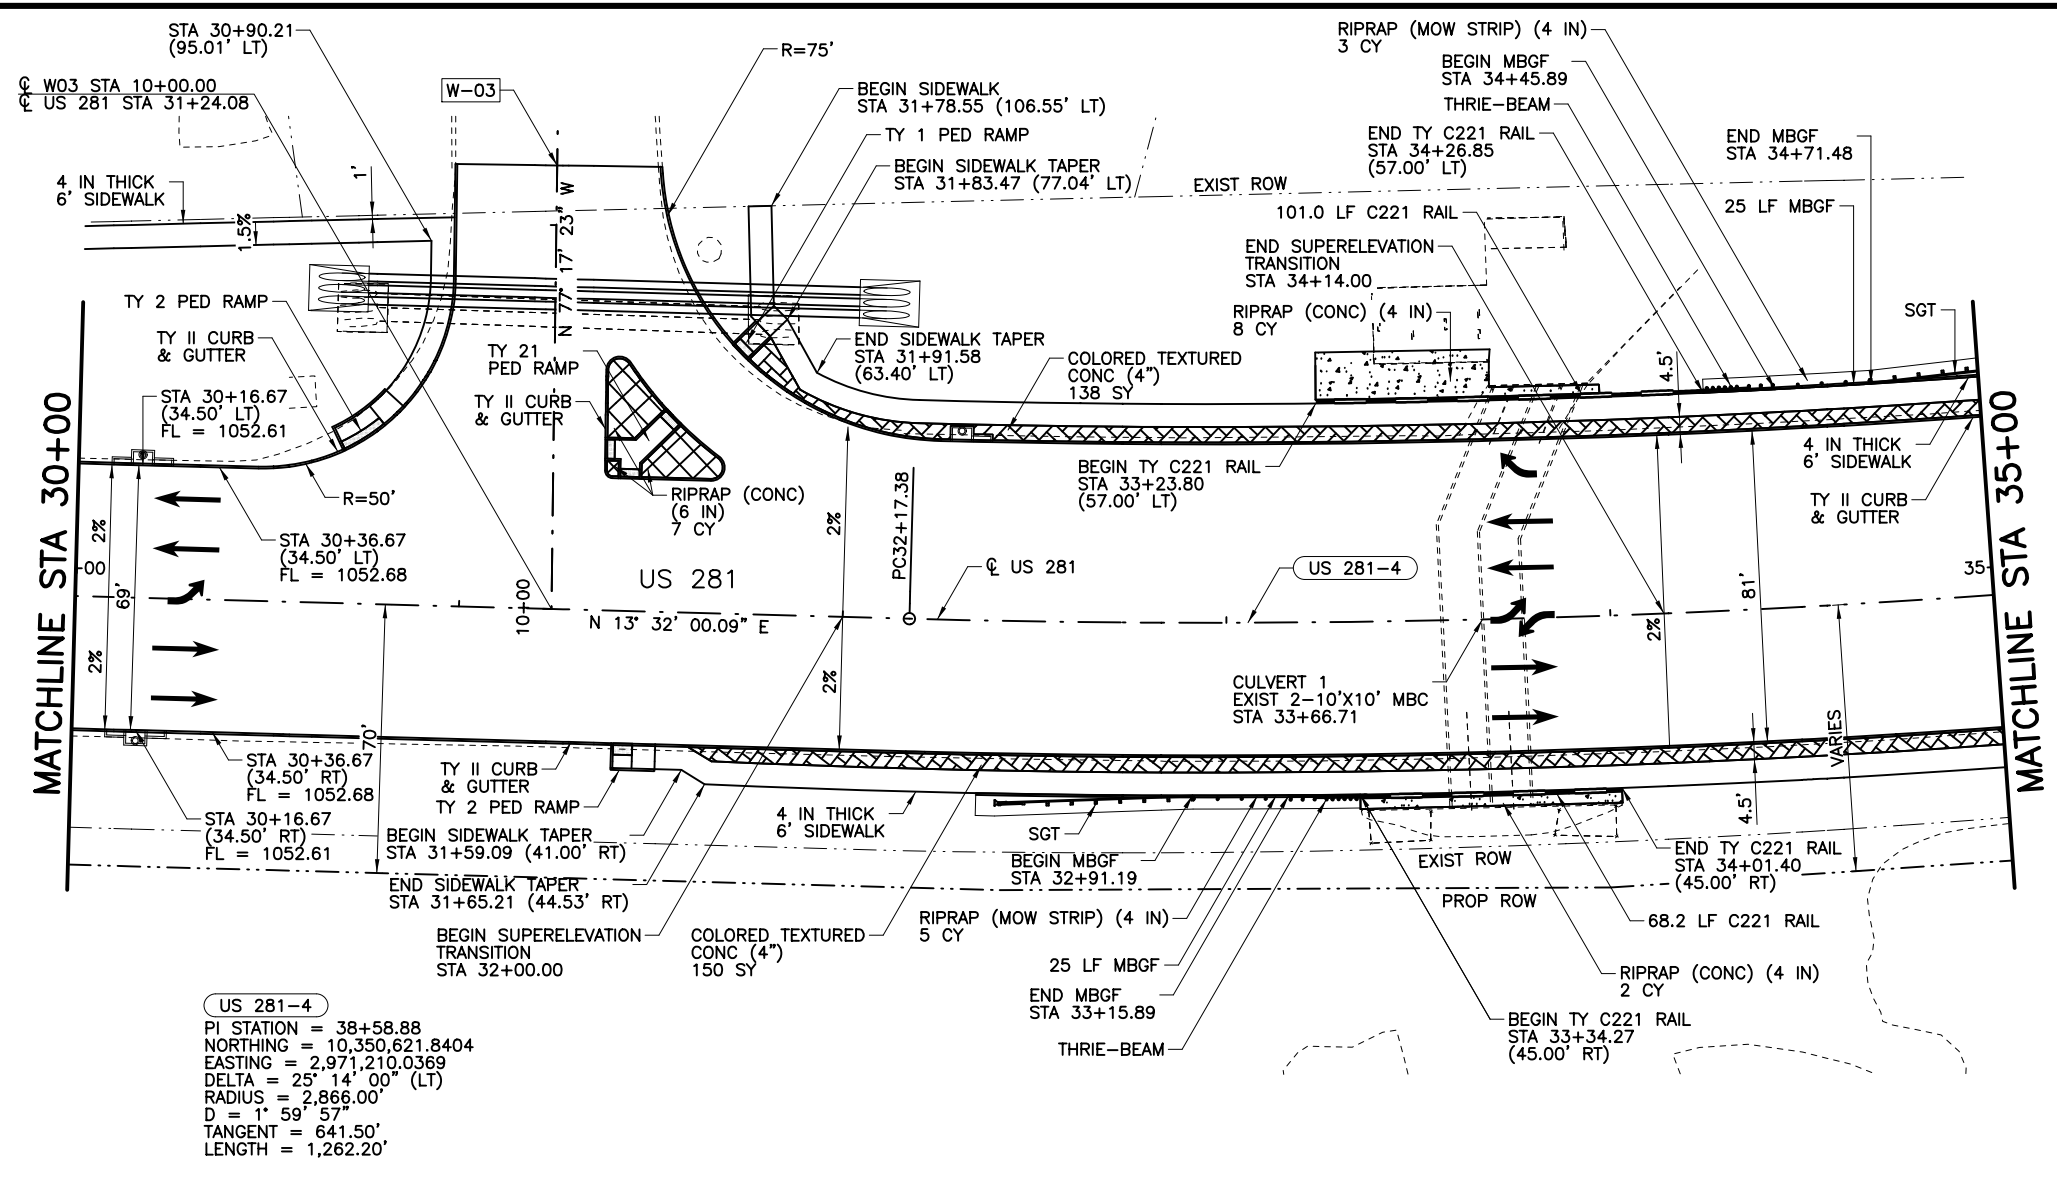 STA 30+90.21
(95.01' LT)
℄ W03 STA 10+00.00
℄ US 281 STA 31+24.08
4 IN THICK
6' SIDEWALK
1'
1.5%
TY 2 PED RAMP
TY II CURB
& GUTTER
STA 30+16.67
(34.50' LT)
FL = 1052.61
R=50'
STA 30+36.67
(34.50' LT)
FL = 1052.68
MATCHLINE STA 30+00
00
2%
69'
2%
W-03
N 77° 17' 23" W
R=75'
BEGIN SIDEWALK
STA 31+78.55 (106.55' LT)
TY 1 PED RAMP
BEGIN SIDEWALK TAPER
STA 31+83.47 (77.04' LT)
END SIDEWALK TAPER
STA 31+91.58
(63.40' LT)
TY 21
PED RAMP
TY II CURB
& GUTTER
RIPRAP (CONC)
(6 IN)
7 CY
COLORED TEXTURED
CONC (4")
138 SY
EXIST ROW
RIPRAP (MOW STRIP) (4 IN)
3 CY
BEGIN MBGF
STA 34+45.89
THRIE-BEAM
END TY C221 RAIL
STA 34+26.85
(57.00' LT)
101.0 LF C221 RAIL
END SUPERELEVATION
TRANSITION
STA 34+14.00
RIPRAP (CONC) (4 IN)
8 CY
END MBGF
STA 34+71.48
25 LF MBGF
SGT
4.5'
4 IN THICK
6' SIDEWALK
TY II CURB
& GUTTER
MATCHLINE STA 35+00
35
BEGIN TY C221 RAIL
STA 33+23.80
(57.00' LT)
2%
PC32+17.38
℄ US 281
US 281-4
US 281
10+00
N 13° 32' 00.09" E
2%
2%
81'
VARIES
CULVERT 1
EXIST 2-10'X10' MBC
STA 33+66.71
70'
STA 30+36.67
(34.50' RT)
FL = 1052.68
STA 30+16.67
(34.50' RT)
FL = 1052.61
TY II CURB
& GUTTER
TY 2 PED RAMP
BEGIN SIDEWALK TAPER
STA 31+59.09 (41.00' RT)
END SIDEWALK TAPER
STA 31+65.21 (44.53' RT)
BEGIN SUPERELEVATION
TRANSITION
STA 32+00.00
COLORED TEXTURED
CONC (4")
150 SY
4 IN THICK
6' SIDEWALK
SGT
BEGIN MBGF
STA 32+91.19
RIPRAP (MOW STRIP) (4 IN)
5 CY
25 LF MBGF
END MBGF
STA 33+15.89
THRIE-BEAM
EXIST ROW
PROP ROW
4.5'
END TY C221 RAIL
STA 34+01.40
(45.00' RT)
68.2 LF C221 RAIL
RIPRAP (CONC) (4 IN)
2 CY
BEGIN TY C221 RAIL
STA 33+34.27
(45.00' RT)
US 281-4
PI STATION = 38+58.88
NORTHING = 10,350,621.8404
EASTING = 2,971,210.0369
DELTA = 25° 14' 00" (LT)
RADIUS = 2,866.00'
D = 1° 59' 57"
TANGENT = 641.50'
LENGTH = 1,262.20'